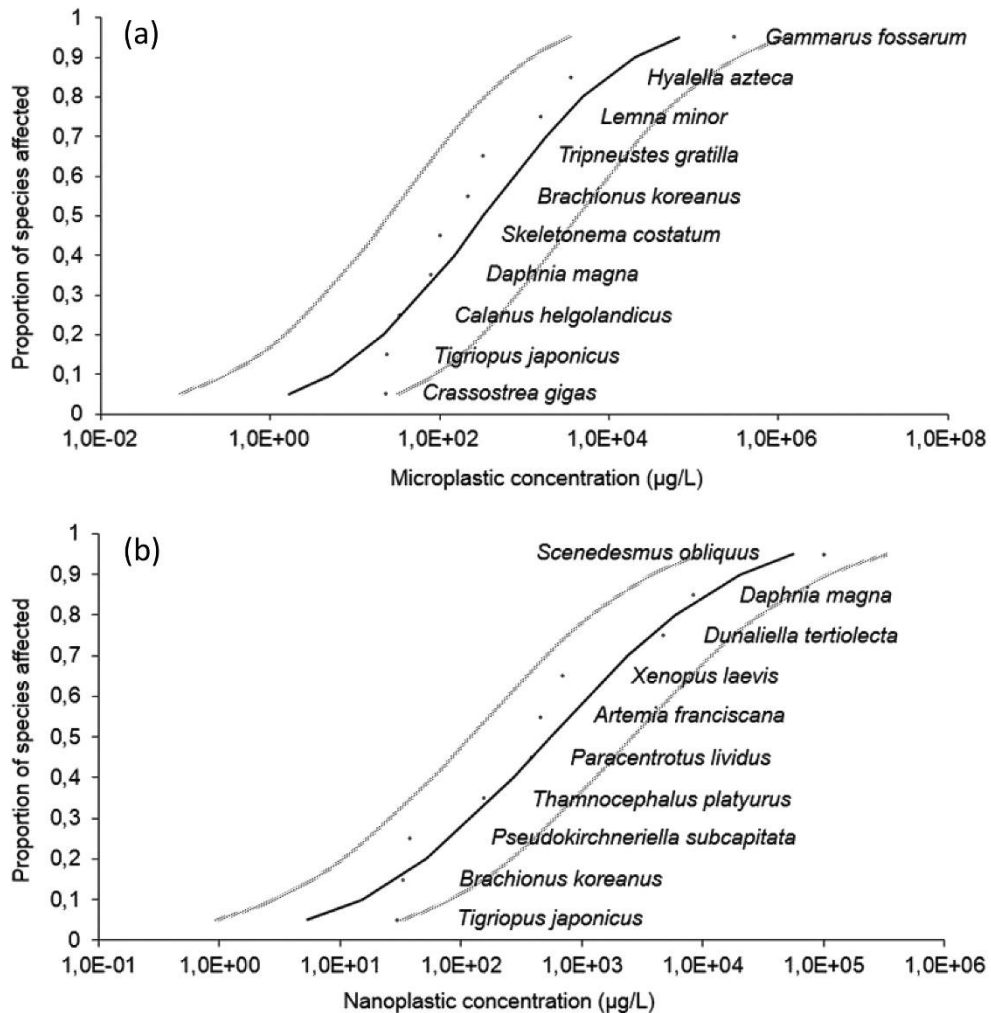 (a)
Proportion of species affected
1
0,9
0,8
0,7
0,6
0,5
0,4
0,3
0,2
0,1
0
Gammarus fossarum
Hyalella azteca
Lemna minor
Tripneustes gratilla
Brachionus koreanus
Skeletonema costatum
Daphnia magna
Calanus helgolandicus
Tigriopus japonicus
Crassostrea gigas
1,0E-02 1,0E+00 1,0E+02 1,0E+04 1,0E+06 1,0E+08
Microplastic concentration (µg/L)
(b)
Proportion of species affected
1
0,9
0,8
0,7
0,6
0,5
0,4
0,3
0,2
0,1
0
Scenedesmus obliquus
Daphnia magna
Dunaliella tertiolecta
Xenopus laevis
Artemia franciscana
Paracentrotus lividus
Thamnocephalus platyurus
Pseudokirchneriella subcapitata
Brachionus koreanus
Tigriopus japonicus
1,0E-01 1,0E+00 1,0E+01 1,0E+02 1,0E+03 1,0E+04 1,0E+05 1,0E+06
Nanoplastic concentration (µg/L)